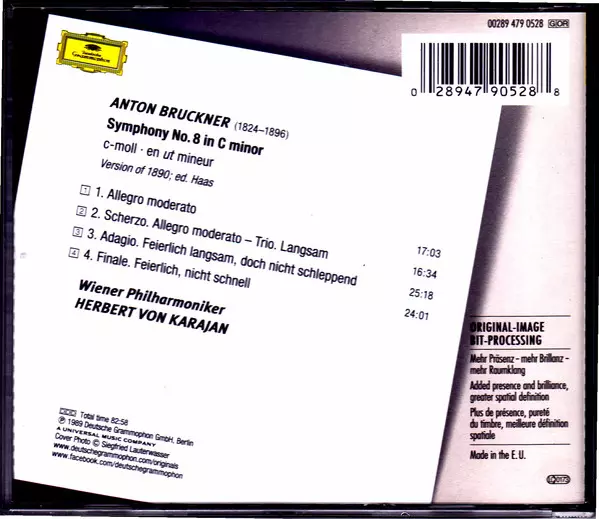 00289 479 0528 GOR
Deutsche
Grammophon
0 28947 90528 8
ANTON BRUCKNER (1824–1896)
Symphony No. 8 in C minor
c-moll · en ut mineur
Version of 1890; ed. Haas
1 1. Allegro moderato 17:03
2 2. Scherzo. Allegro moderato – Trio. Langsam 16:34
3 3. Adagio. Feierlich langsam, doch nicht schleppend 25:18
4 4. Finale. Feierlich, nicht schnell 24:01
Wiener Philharmoniker
HERBERT VON KARAJAN
ORIGINAL-IMAGE
BIT-PROCESSING
Mehr Präsenz - mehr Brillanz -
mehr Raumklang
Added presence and brilliance,
greater spatial definition
Plus de présence, pureté
du timbre, meilleure définition
spatiale
Made in the E. U.
DDD Total time 82:58
℗ 1989 Deutsche Grammophon GmbH, Berlin
A UNIVERSAL MUSIC COMPANY
Cover Photo © Siegfried Lauterwasser
www.deutschegrammophon.com/originals
www.facebook.com/deutschegrammophon